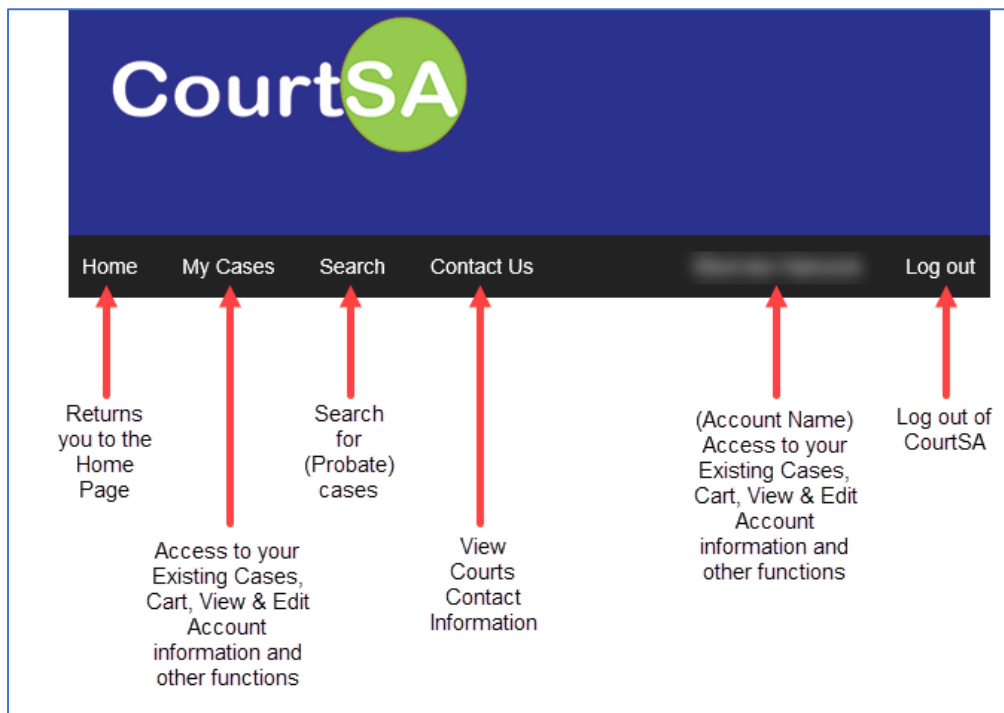 CourtSA
Home My Cases Search Contact Us Log out
Returns
you to the
Home
Page
Access to your
Existing Cases,
Cart, View & Edit
Account
information and
other functions
Search
for
(Probate)
cases
View
Courts
Contact
Information
(Account Name)
Access to your
Existing Cases,
Cart, View & Edit
Account
information and
other functions
Log out of
CourtSA